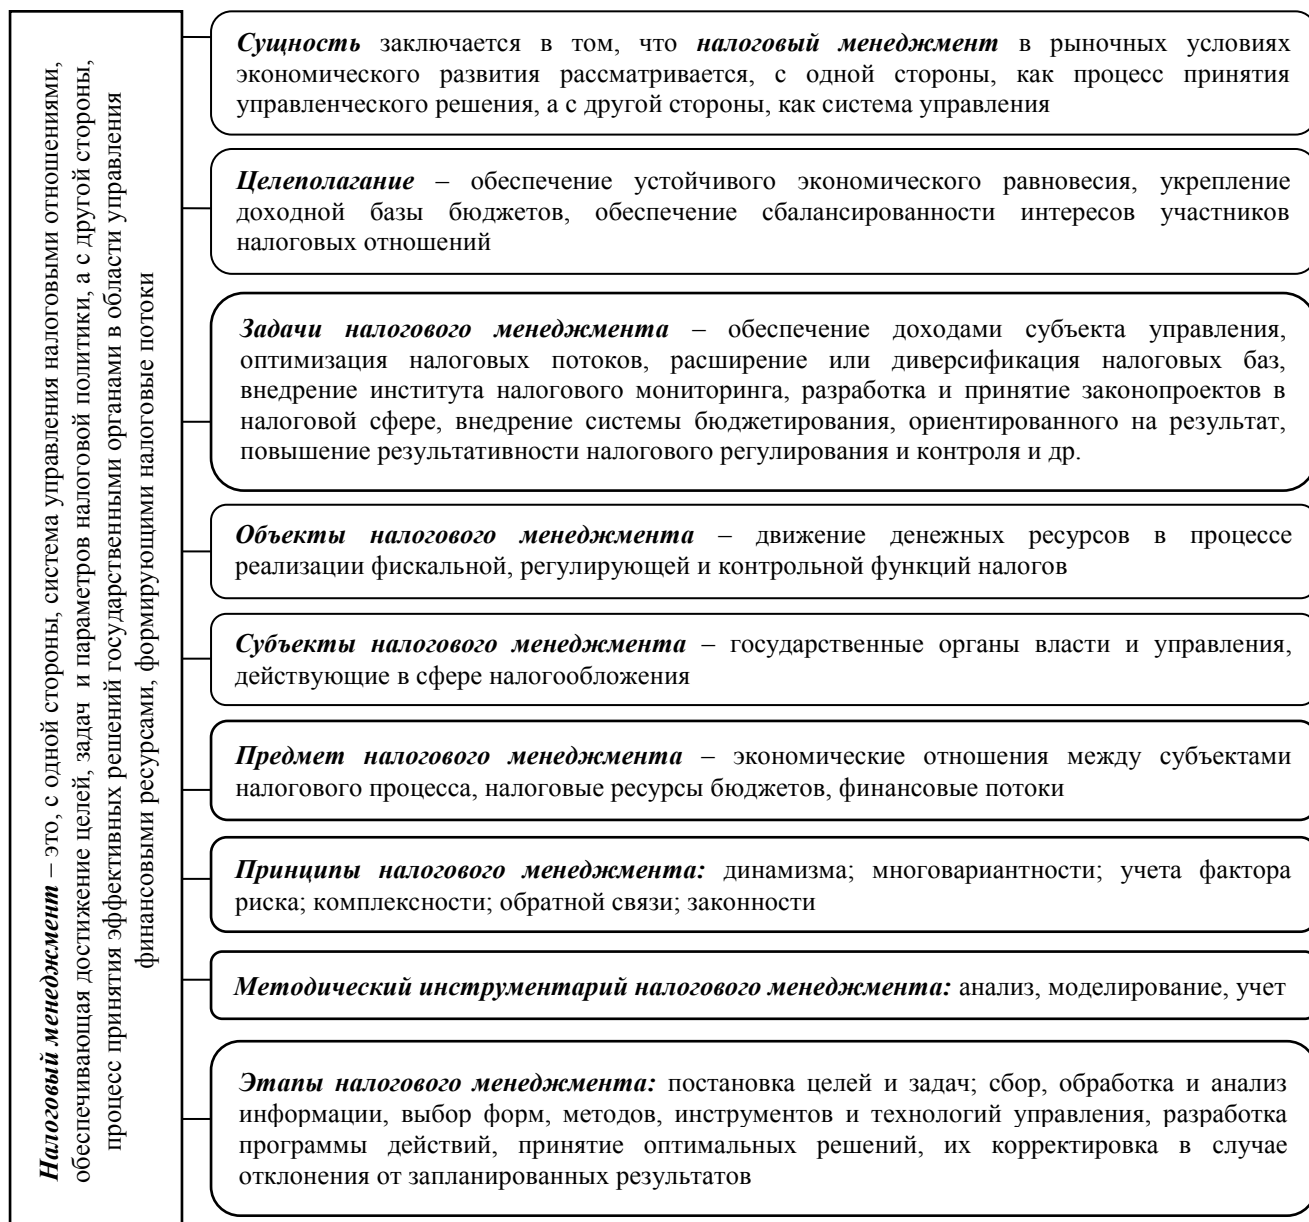 Налоговый менеджмент – это, с одной стороны, система управления налоговыми отношениями,
обеспечивающая достижение целей, задач и параметров налоговой политики, а с другой стороны,
процесс принятия эффективных решений государственными органами в области управления
финансовыми ресурсами, формирующими налоговые потоки
Сущность заключается в том, что налоговый менеджмент в рыночных условиях
экономического развития рассматривается, с одной стороны, как процесс принятия
управленческого решения, а с другой стороны, как система управления
Целеполагание – обеспечение устойчивого экономического равновесия, укрепление
доходной базы бюджетов, обеспечение сбалансированности интересов участников
налоговых отношений
Задачи налогового менеджмента – обеспечение доходами субъекта управления,
оптимизация налоговых потоков, расширение или диверсификация налоговых баз,
внедрение института налогового мониторинга, разработка и принятие законопроектов в
налоговой сфере, внедрение системы бюджетирования, ориентированного на результат,
повышение результативности налогового регулирования и контроля и др.
Объекты налогового менеджмента – движение денежных ресурсов в процессе
реализации фискальной, регулирующей и контрольной функций налогов
Субъекты налогового менеджмента – государственные органы власти и управления,
действующие в сфере налогообложения
Предмет налогового менеджмента – экономические отношения между субъектами
налогового процесса, налоговые ресурсы бюджетов, финансовые потоки
Принципы налогового менеджмента: динамизма; многовариантности; учета фактора
риска; комплексности; обратной связи; законности
Методический инструментарий налогового менеджмента: анализ, моделирование, учет
Этапы налогового менеджмента: постановка целей и задач; сбор, обработка и анализ
информации, выбор форм, методов, инструментов и технологий управления, разработка
программы действий, принятие оптимальных решений, их корректировка в случае
отклонения от запланированных результатов